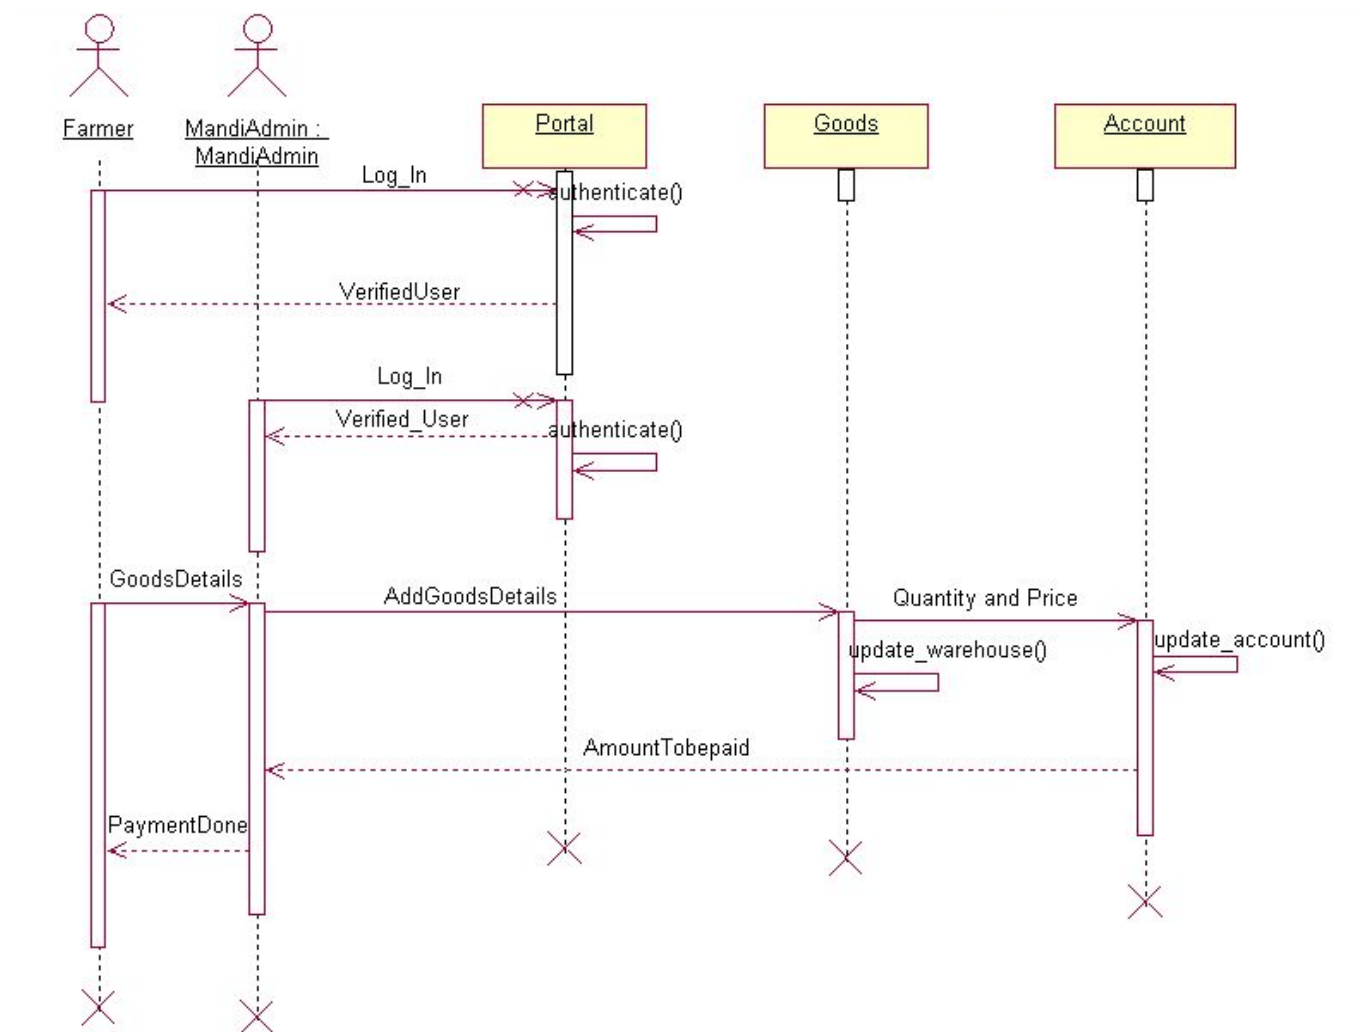 Farmer
MandiAdmin :
MandiAdmin
Portal
Goods
Account
Log_In
authenticate()
VerifiedUser
Log_In
Verified_User
authenticate()
GoodsDetails
AddGoodsDetails
Quantity and Price
update_warehouse()
update_account()
AmountTobepaid
PaymentDone